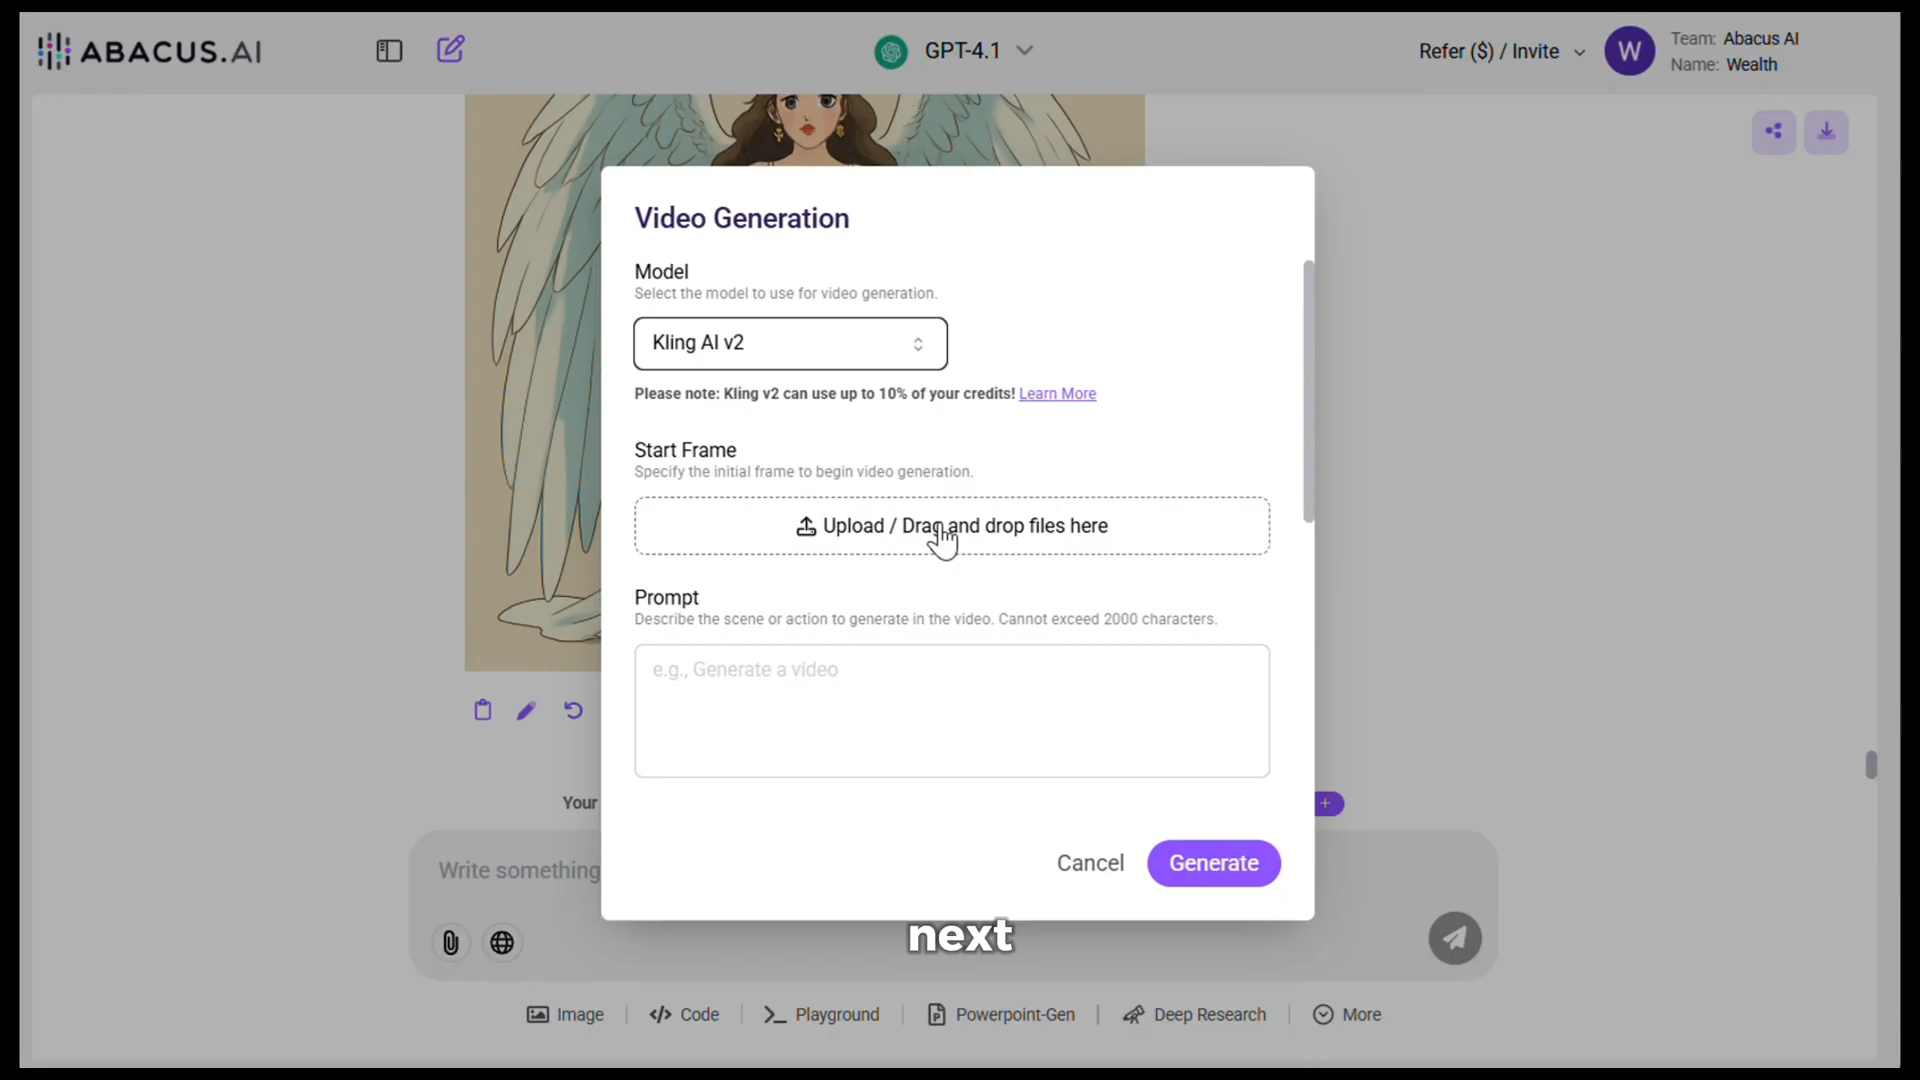 ABACUS.AI
GPT-4.1
Refer ($) / Invite
W
Team: Abacus AI
Name: Wealth
Video Generation
Model
Select the model to use for video generation.
Kling AI v2
Please note: Kling v2 can use up to 10% of your credits! Learn More
Start Frame
Specify the initial frame to begin video generation.
Upload / Drag and drop files here
Prompt
Describe the scene or action to generate in the video. Cannot exceed 2000 characters.
e.g., Generate a video
Your
Cancel
Generate
Write something
next
Image
Code
Playground
Powerpoint-Gen
Deep Research
More